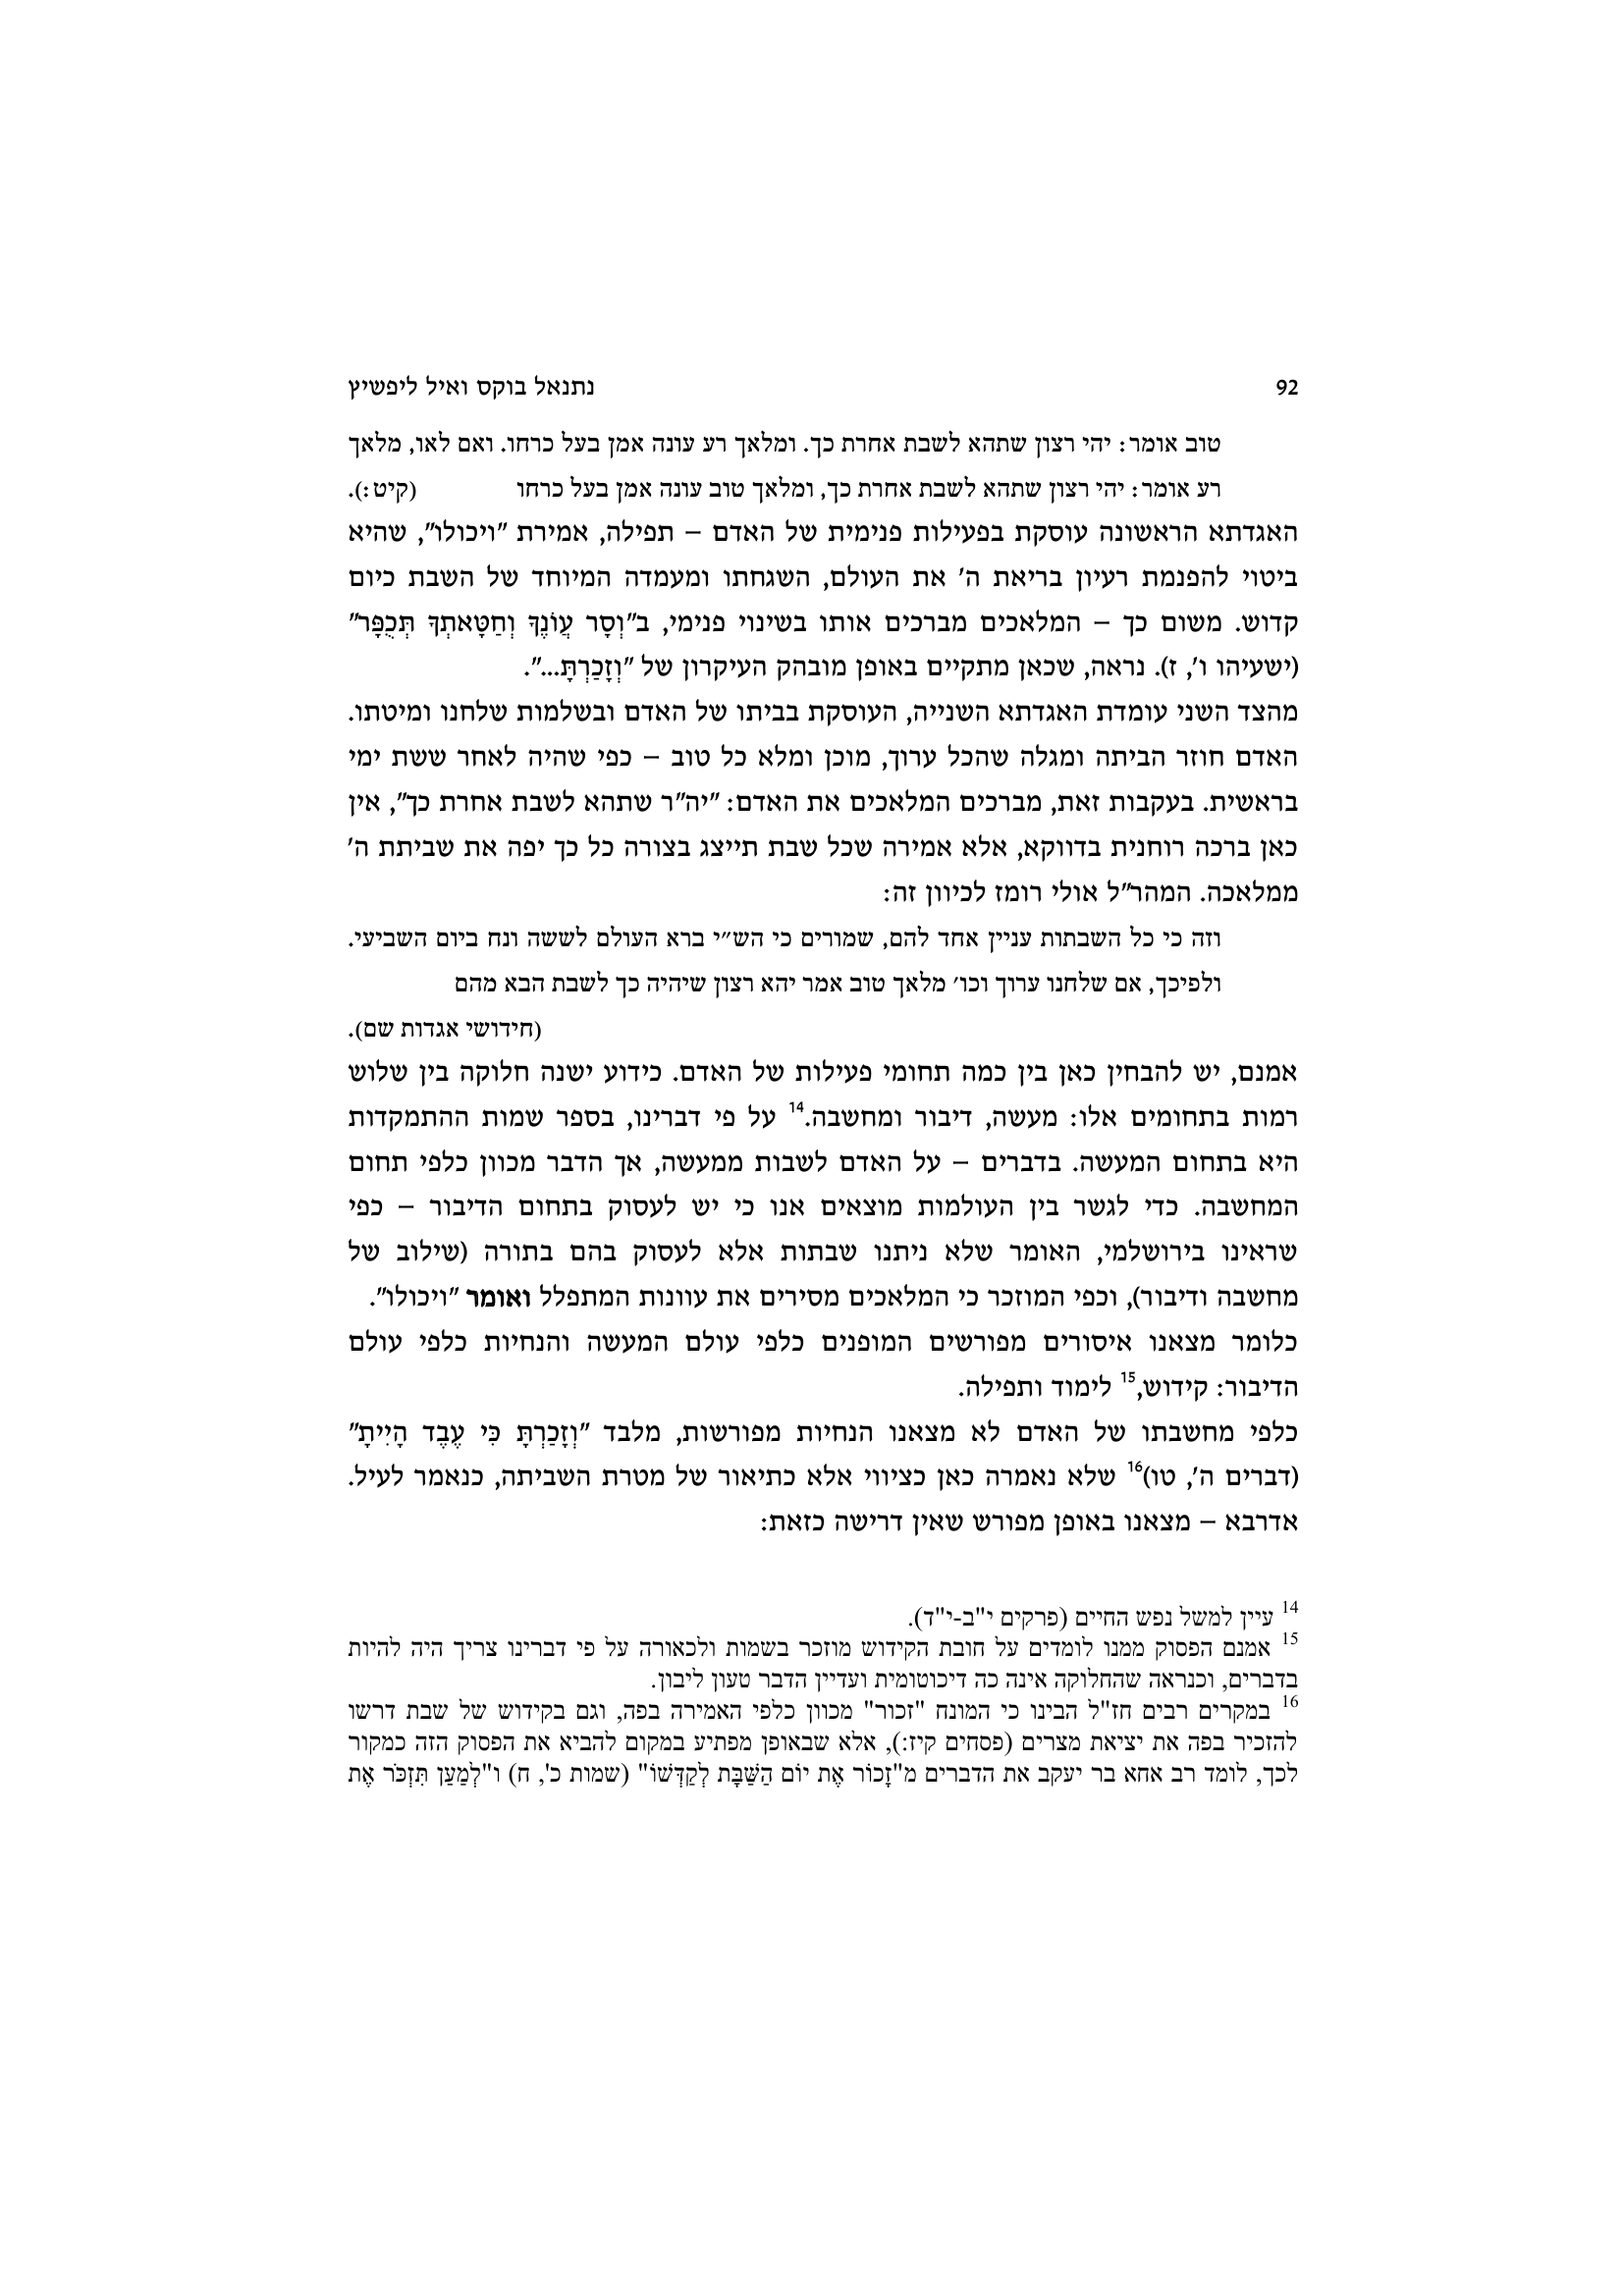 92 נתנאל בוקס ואיל ליפשיץ
טוב אומר: יהי רצון שתהא לשבת אחרת כך. ומלאך רע עונה אמן בעל כרחו. ואם לאו, מלאך
רע אומר: יהי רצון שתהא לשבת אחרת כך, ומלאך טוב עונה אמן בעל כרחו (קיט:).
האגדתא הראשונה עוסקת בפעילות פנימית של האדם – תפילה, אמירת "ויכולו", שהיא
ביטוי להפנמת רעיון בריאת ה' את העולם, השגחתו ומעמדה המיוחד של השבת כיום
קדוש. משום כך – המלאכים מברכים אותו בשינוי פנימי, ב"וְסָר עֲוֹנֶךָ וְחַטָּאתְךָ תְּכֻפָּר"
(ישעיהו ו', ז). נראה, שכאן מתקיים באופן מובהק העיקרון של "וְזָכַרְתָּ...".
מהצד השני עומדת האגדתא השנייה, העוסקת בביתו של האדם ובשלמות שלחנו ומיטתו.
האדם חוזר הביתה ומגלה שהכל ערוך, מוכן ומלא כל טוב – כפי שהיה לאחר ששת ימי
בראשית. בעקבות זאת, מברכים המלאכים את האדם: "יה"ר שתהא לשבת אחרת כך", אין
כאן ברכה רוחנית בדווקא, אלא אמירה שכל שבת תייצג בצורה כל כך יפה את שביתת ה'
ממלאכה. המהר"ל אולי רומז לכיוון זה:
וזה כי כל השבתות עניין אחד להם, שמורים כי הש״י ברא העולם לששה ונח ביום השביעי.
ולפיכך, אם שלחנו ערוך וכו׳ מלאך טוב אמר יהא רצון שיהיה כך לשבת הבא מהם
(חידושי אגדות שם).
אמנם, יש להבחין כאן בין כמה תחומי פעילות של האדם. כידוע ישנה חלוקה בין שלוש
רמות בתחומים אלו: מעשה, דיבור ומחשבה.14 על פי דברינו, בספר שמות ההתמקדות
היא בתחום המעשה. בדברים – על האדם לשבות ממעשה, אך הדבר מכוון כלפי תחום
המחשבה. כדי לגשר בין העולמות מוצאים אנו כי יש לעסוק בתחום הדיבור – כפי
שראינו בירושלמי, האומר שלא ניתנו שבתות אלא לעסוק בהם בתורה (שילוב של
מחשבה ודיבור), וכפי המוזכר כי המלאכים מסירים את עוונות המתפלל ואומר "ויכולו".
כלומר מצאנו איסורים מפורשים המופנים כלפי עולם המעשה והנחיות כלפי עולם
הדיבור: קידוש,15 לימוד ותפילה.
כלפי מחשבתו של האדם לא מצאנו הנחיות מפורשות, מלבד "וְזָכַרְתָּ כִּי עֶבֶד הָיִיתָ"
(דברים ה', טו)16 שלא נאמרה כאן כציווי אלא כתיאור של מטרת השביתה, כנאמר לעיל.
אדרבא – מצאנו באופן מפורש שאין דרישה כזאת:
14 עיין למשל נפש החיים (פרקים י"ב-י"ד).
15 אמנם הפסוק ממנו לומדים על חובת הקידוש מוזכר בשמות ולכאורה על פי דברינו צריך היה להיות
בדברים, וכנראה שהחלוקה אינה כה דיכוטומית ועדיין הדבר טעון ליבון.
16 במקרים רבים חז"ל הבינו כי המונח "זכור" מכוון כלפי האמירה בפה, וגם בקידוש של שבת דרשו
להזכיר בפה את יציאת מצרים (פסחים קיז:), אלא שבאופן מפתיע במקום להביא את הפסוק הזה כמקור
לכך, לומד רב אחא בר יעקב את הדברים מ"זָכוֹר אֶת יוֹם הַשַּׁבָּת לְקַדְּשׁוֹ" (שמות כ', ח) ו"לְמַעַן תִּזְכֹּר אֶת